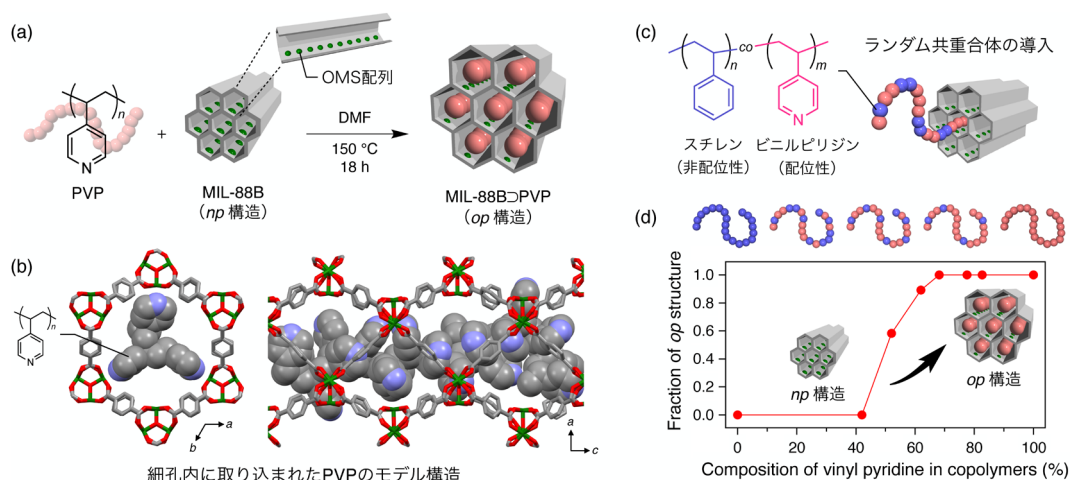 (a)
OMS配列
n
N
PVP
+
MIL-88B
（np 構造）
DMF
150 °C
18 h
MIL-88B⊃PVP
（op 構造）
(b)
n
N
a
b
a
c
細孔内に取り込まれたPVPのモデル構造
(c)
co
n
m
N
スチレン
（非配位性）
ビニルピリジン
（配位性）
ランダム共重合体の導入
(d)
Fraction of op structure
1.0
0.8
0.6
0.4
0.2
0.0
np 構造
op 構造
0
20
40
60
80
100
Composition of vinyl pyridine in copolymers (%)